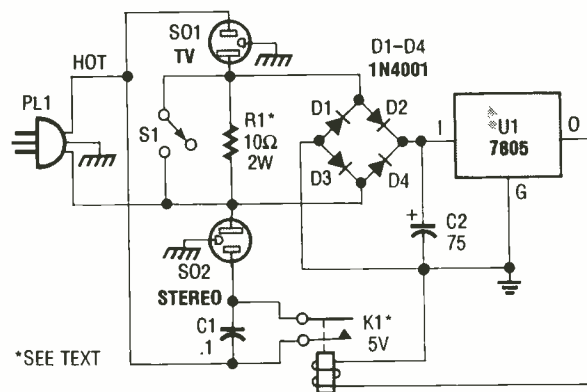 SO1
TV
HOT
PL1
S1
R1*
10Ω
2W
D1–D4
1N4001
D1
D2
D3
D4
I
U1
7805
O
G
+
C2
75
SO2
STEREO
C1
.1
K1*
5V
*SEE TEXT